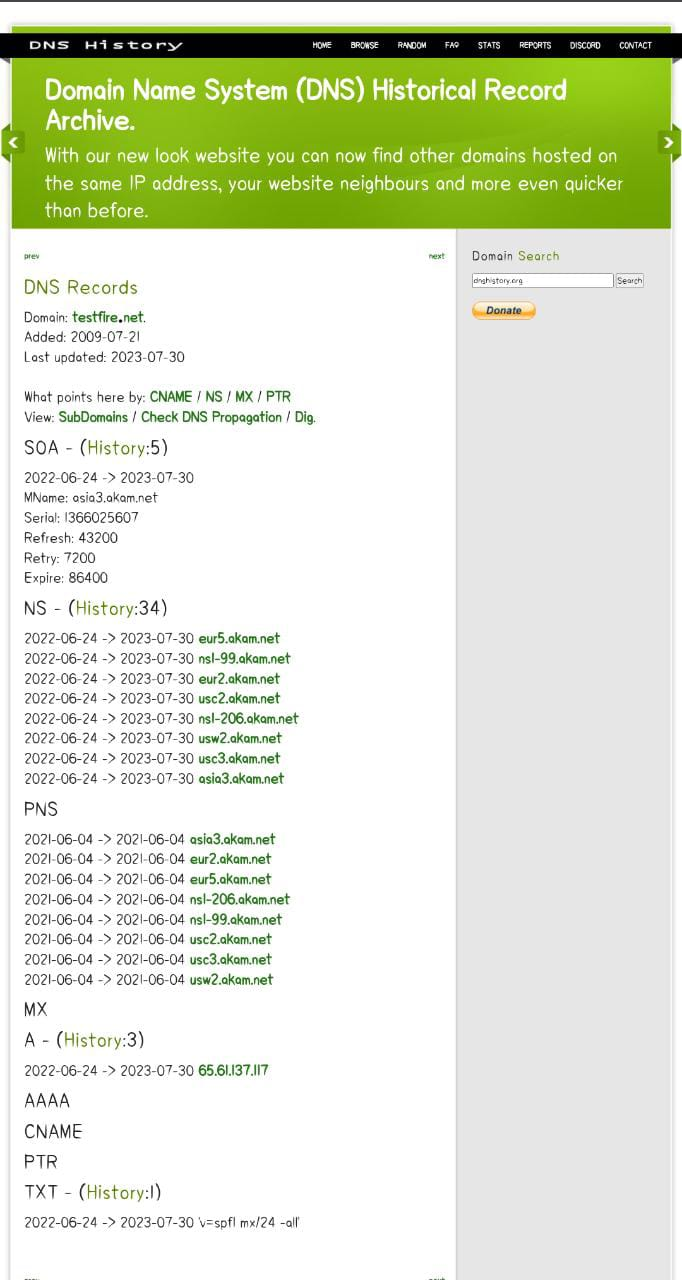 DNS History
HOME BROWSE RANDOM FAQ STATS REPORTS DISCORD CONTACT
Domain Name System (DNS) Historical Record
Archive.
With our new look website you can now find other domains hosted on
the same IP address, your website neighbours and more even quicker
than before.
prev
next
Domain Search
dnshistory.org
Search
Donate
DNS Records
Domain: testfire.net.
Added: 2009-07-21
Last updated: 2023-07-30
What points here by: CNAME / NS / MX / PTR
View: SubDomains / Check DNS Propagation / Dig.
SOA - (History:5)
2022-06-24 -> 2023-07-30
MName: asia3.akam.net
Serial: 1366025607
Refresh: 43200
Retry: 7200
Expire: 86400
NS - (History:34)
2022-06-24 -> 2023-07-30 eur5.akam.net
2022-06-24 -> 2023-07-30 ns1-99.akam.net
2022-06-24 -> 2023-07-30 eur2.akam.net
2022-06-24 -> 2023-07-30 usc2.akam.net
2022-06-24 -> 2023-07-30 ns1-206.akam.net
2022-06-24 -> 2023-07-30 usw2.akam.net
2022-06-24 -> 2023-07-30 usc3.akam.net
2022-06-24 -> 2023-07-30 asia3.akam.net
PNS
2021-06-04 -> 2021-06-04 asia3.akam.net
2021-06-04 -> 2021-06-04 eur2.akam.net
2021-06-04 -> 2021-06-04 eur5.akam.net
2021-06-04 -> 2021-06-04 ns1-206.akam.net
2021-06-04 -> 2021-06-04 ns1-99.akam.net
2021-06-04 -> 2021-06-04 usc2.akam.net
2021-06-04 -> 2021-06-04 usc3.akam.net
2021-06-04 -> 2021-06-04 usw2.akam.net
MX
A - (History:3)
2022-06-24 -> 2023-07-30 65.61.137.117
AAAA
CNAME
PTR
TXT - (History:1)
2022-06-24 -> 2023-07-30 'v=spf1 mx/24 -all'
prev
next